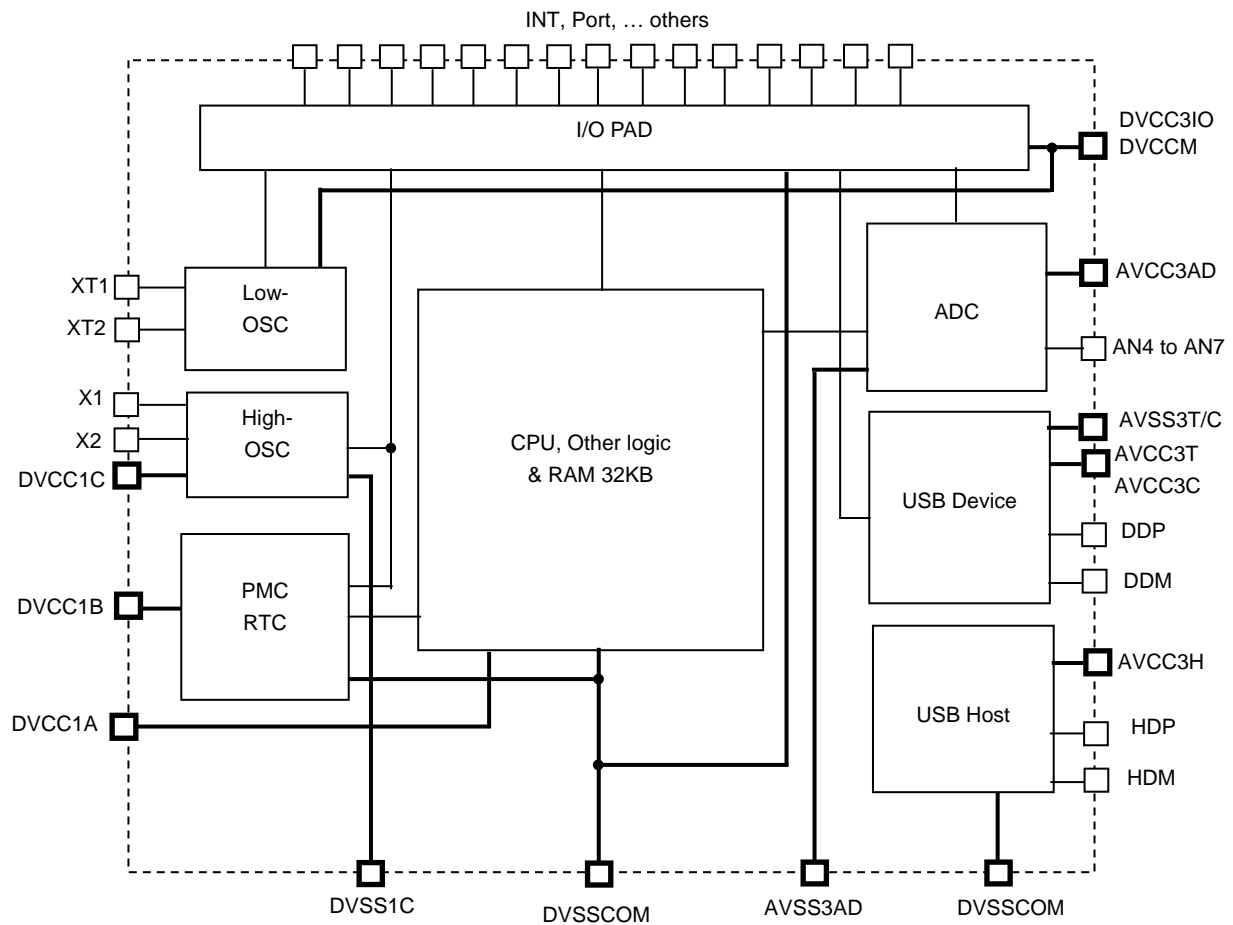 INT, Port, … others
I/O PAD
DVCC3IO
DVCCM
XT1
XT2
Low-
OSC
ADC
AVCC3AD
AN4 to AN7
X1
X2
DVCC1C
High-
OSC
CPU, Other logic
& RAM 32KB
USB Device
AVSS3T/C
AVCC3T
AVCC3C
DDP
DDM
DVCC1B
PMC
RTC
DVCC1A
USB Host
AVCC3H
HDP
HDM
DVSS1C
DVSSCOM
AVSS3AD
DVSSCOM